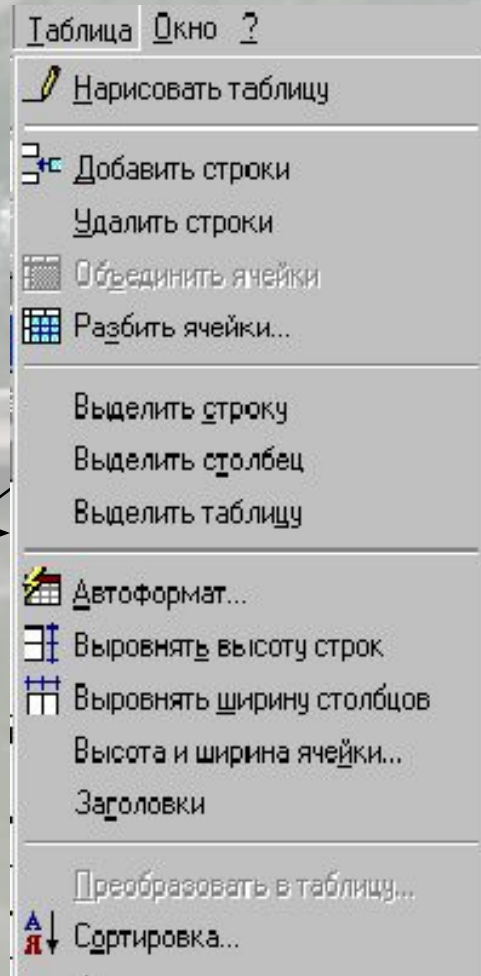 Таблица Окно ?
Нарисовать таблицу
Добавить строки
Удалить строки
Объединить ячейки
Разбить ячейки...
Выделить строку
Выделить столбец
Выделить таблицу
Автоформат...
Выровнять высоту строк
Выровнять ширину столбцов
Высота и ширина ячейки...
Заголовки
Преобразовать в таблицу...
Сортировка...